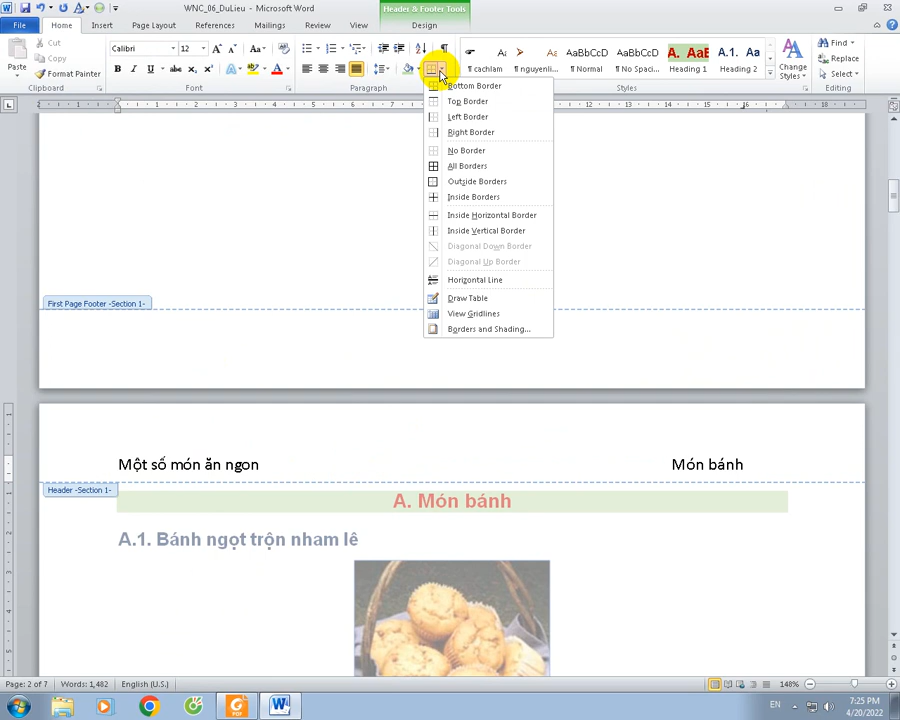 WNC_06_DuLieu - Microsoft Word
Header & Footer Tools
File Home Insert Page Layout References Mailings Review View Design
Paste
Cut
Copy
Format Painter
Clipboard
Calibri 12
Font
Paragraph
¶ cachlam
¶ nguyenli...
AaBbCcD
¶ Normal
AaBbCcD
¶ No Spaci...
A. AaB
Heading 1
A.1. Aa
Heading 2
Change
Styles
Styles
Find
Replace
Select
Editing
Bottom Border
Top Border
Left Border
Right Border
No Border
All Borders
Outside Borders
Inside Borders
Inside Horizontal Border
Inside Vertical Border
Diagonal Down Border
Diagonal Up Border
Horizontal Line
Draw Table
View Gridlines
Borders and Shading...
First Page Footer -Section 1-
Một số món ăn ngon Món bánh
Header -Section 1-
A. Món bánh
A.1. Bánh ngọt trộn nham lê
Page: 2 of 7 Words: 1,482 English (U.S.) 148%
EN 7:25 PM
4/20/2022